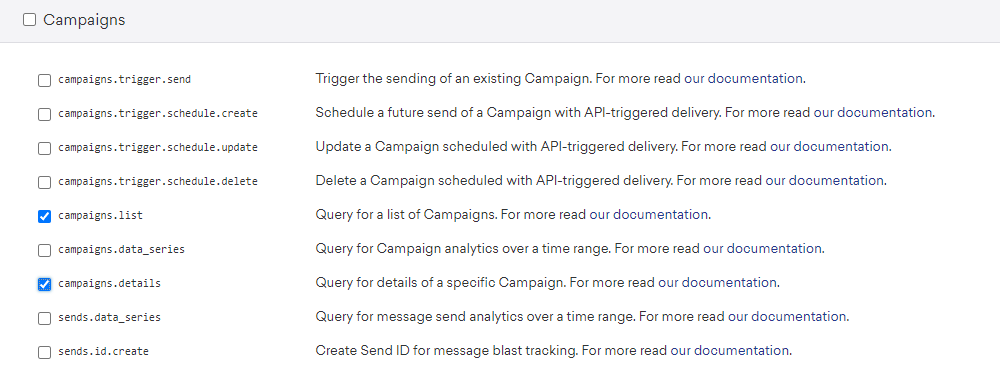 Campaigns
campaigns.trigger.send Trigger the sending of an existing Campaign. For more read our documentation.
campaigns.trigger.schedule.create Schedule a future send of a Campaign with API-triggered delivery. For more read our documentation.
campaigns.trigger.schedule.update Update a Campaign scheduled with API-triggered delivery. For more read our documentation.
campaigns.trigger.schedule.delete Delete a Campaign scheduled with API-triggered delivery. For more read our documentation.
campaigns.list Query for a list of Campaigns. For more read our documentation.
campaigns.data_series Query for Campaign analytics over a time range. For more read our documentation.
campaigns.details Query for details of a specific Campaign. For more read our documentation.
sends.data_series Query for message send analytics over a time range. For more read our documentation.
sends.id.create Create Send ID for message blast tracking. For more read our documentation.